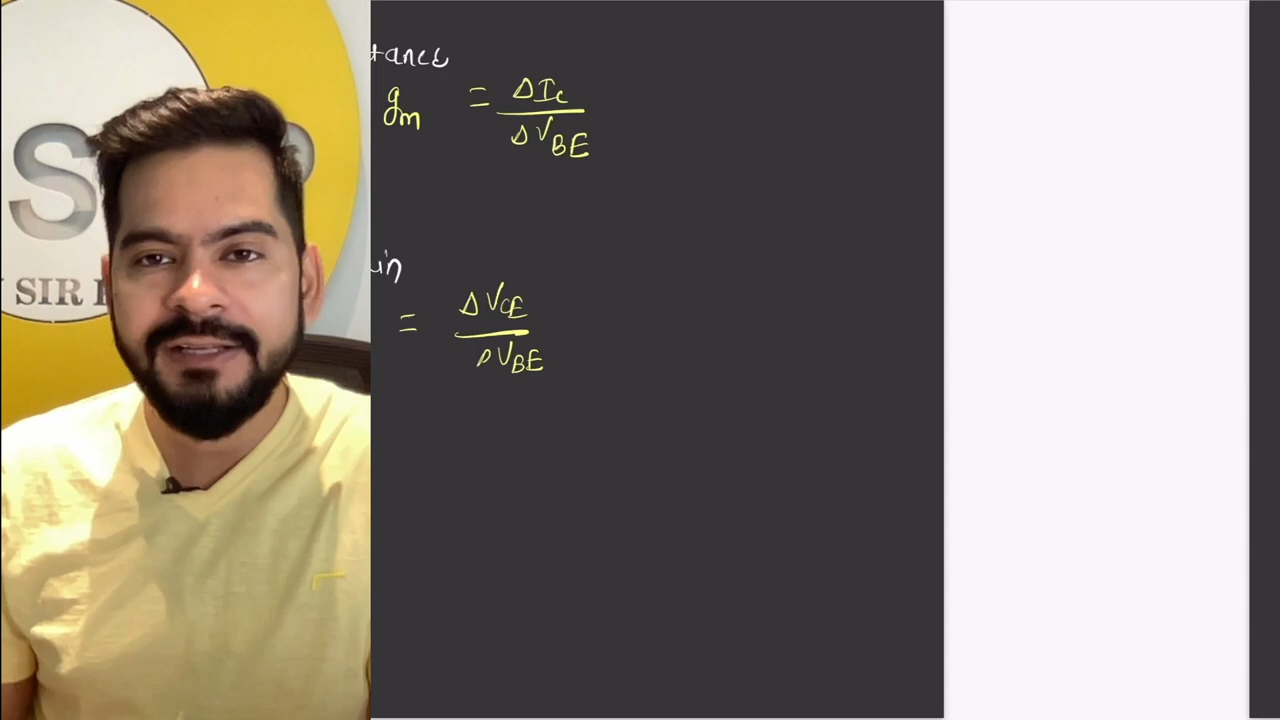 S
SIR
tance
gm = ΔIc / ΔVBE
in
= ΔVCE / ΔVBE